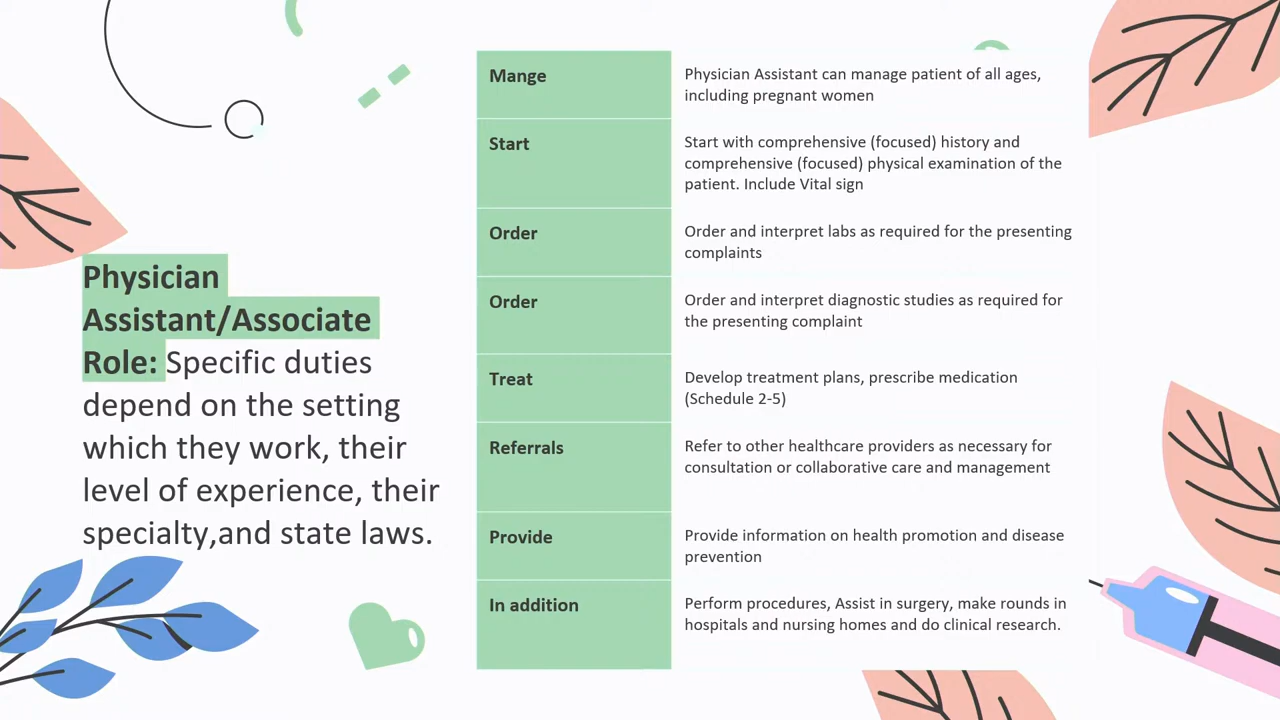 Physician
Assistant/Associate
Role: Specific duties
depend on the setting
which they work, their
level of experience, their
specialty,and state laws.
Mange
Physician Assistant can manage patient of all ages,
including pregnant women
Start
Start with comprehensive (focused) history and
comprehensive (focused) physical examination of the
patient. Include Vital sign
Order
Order and interpret labs as required for the presenting
complaints
Order
Order and interpret diagnostic studies as required for
the presenting complaint
Treat
Develop treatment plans, prescribe medication
(Schedule 2-5)
Referrals
Refer to other healthcare providers as necessary for
consultation or collaborative care and management
Provide
Provide information on health promotion and disease
prevention
In addition
Perform procedures, Assist in surgery, make rounds in
hospitals and nursing homes and do clinical research.